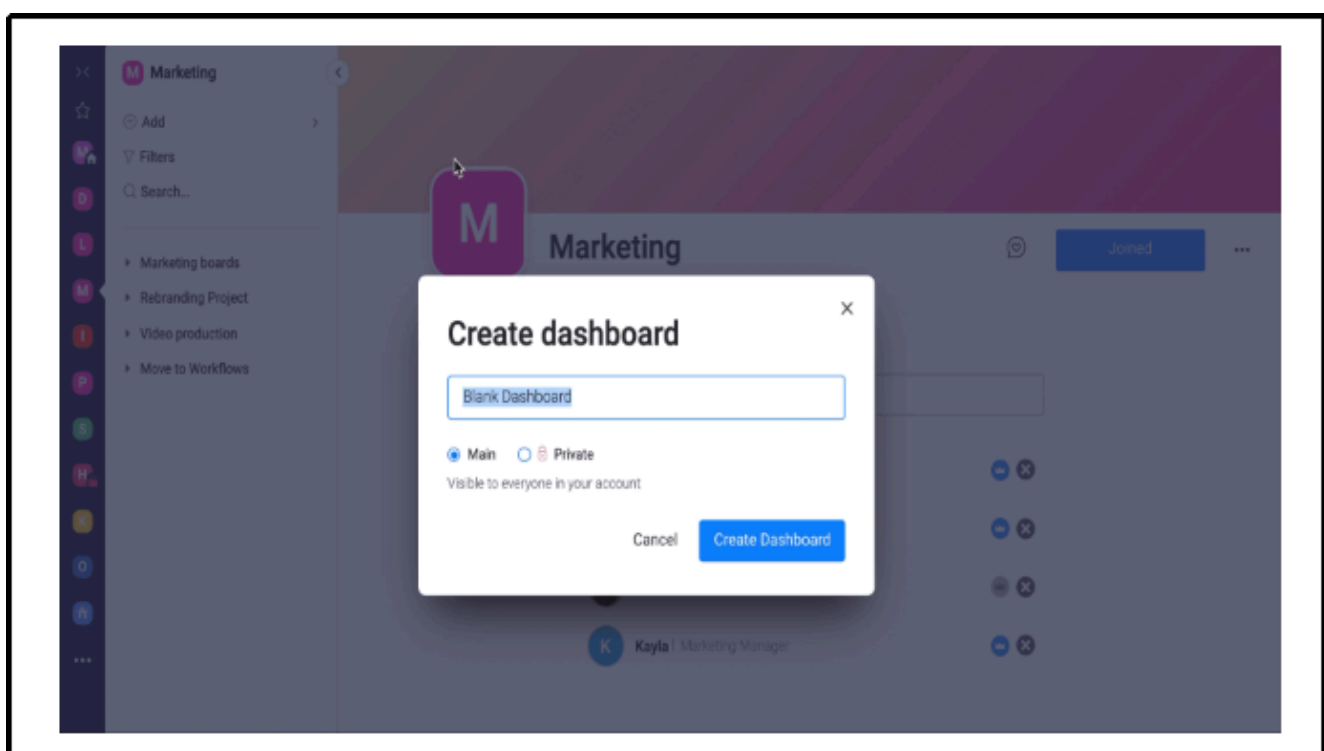 M Marketing
Add
Filters
Search...
Marketing boards
Rebranding Project
Video production
Move to Workflows
M
D
L
M
I
P
S
H
K
O
M
Marketing
Joined
Create dashboard
Blank Dashboard
Main Private
Visible to everyone in your account
Cancel Create Dashboard
K Kayla | Marketing Manager